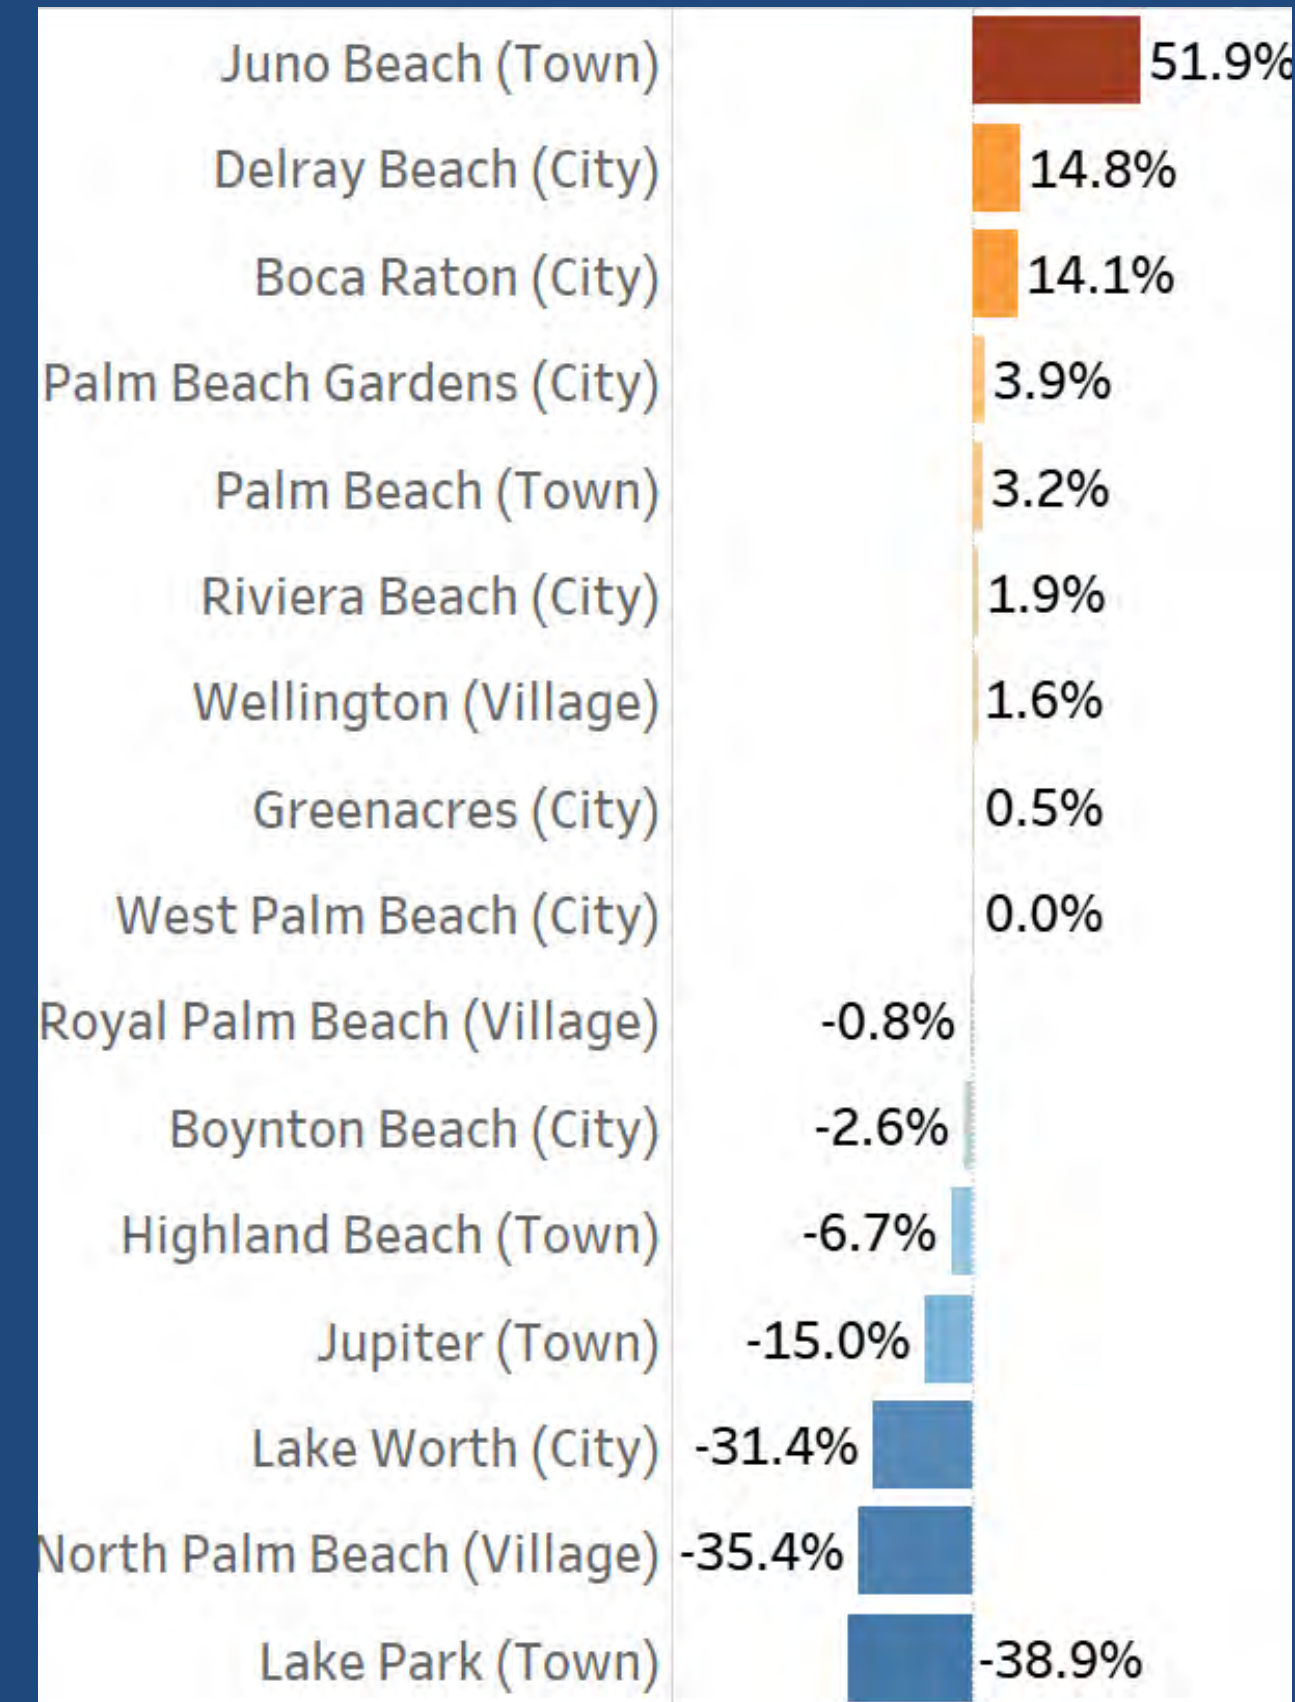 Juno Beach (Town) 51.9%
Delray Beach (City) 14.8%
Boca Raton (City) 14.1%
Palm Beach Gardens (City) 3.9%
Palm Beach (Town) 3.2%
Riviera Beach (City) 1.9%
Wellington (Village) 1.6%
Greenacres (City) 0.5%
West Palm Beach (City) 0.0%
Royal Palm Beach (Village) -0.8%
Boynton Beach (City) -2.6%
Highland Beach (Town) -6.7%
Jupiter (Town) -15.0%
Lake Worth (City) -31.4%
North Palm Beach (Village) -35.4%
Lake Park (Town) -38.9%